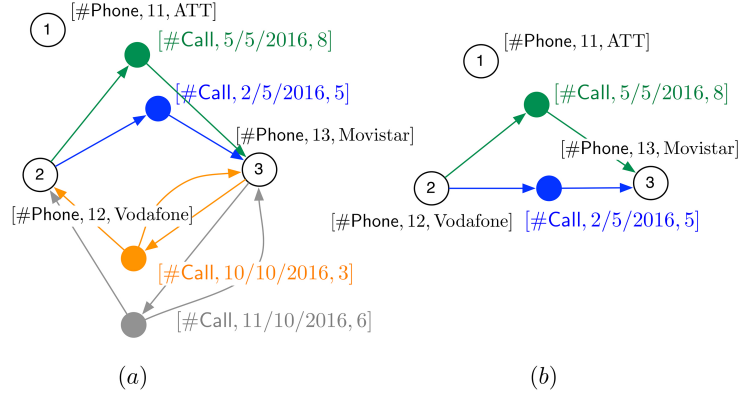 1
[#Phone, 11, ATT]
[#Call, 5/5/2016, 8]
[#Call, 2/5/2016, 5]
[#Phone, 13, Movistar]
2
3
[#Phone, 12, Vodafone]
[#Call, 10/10/2016, 3]
[#Call, 11/10/2016, 6]
(a)
[#Phone, 11, ATT]
1
[#Call, 5/5/2016, 8]
[#Phone, 13, Movistar]
2
3
[#Phone, 12, Vodafone]
[#Call, 2/5/2016, 5]
(b)